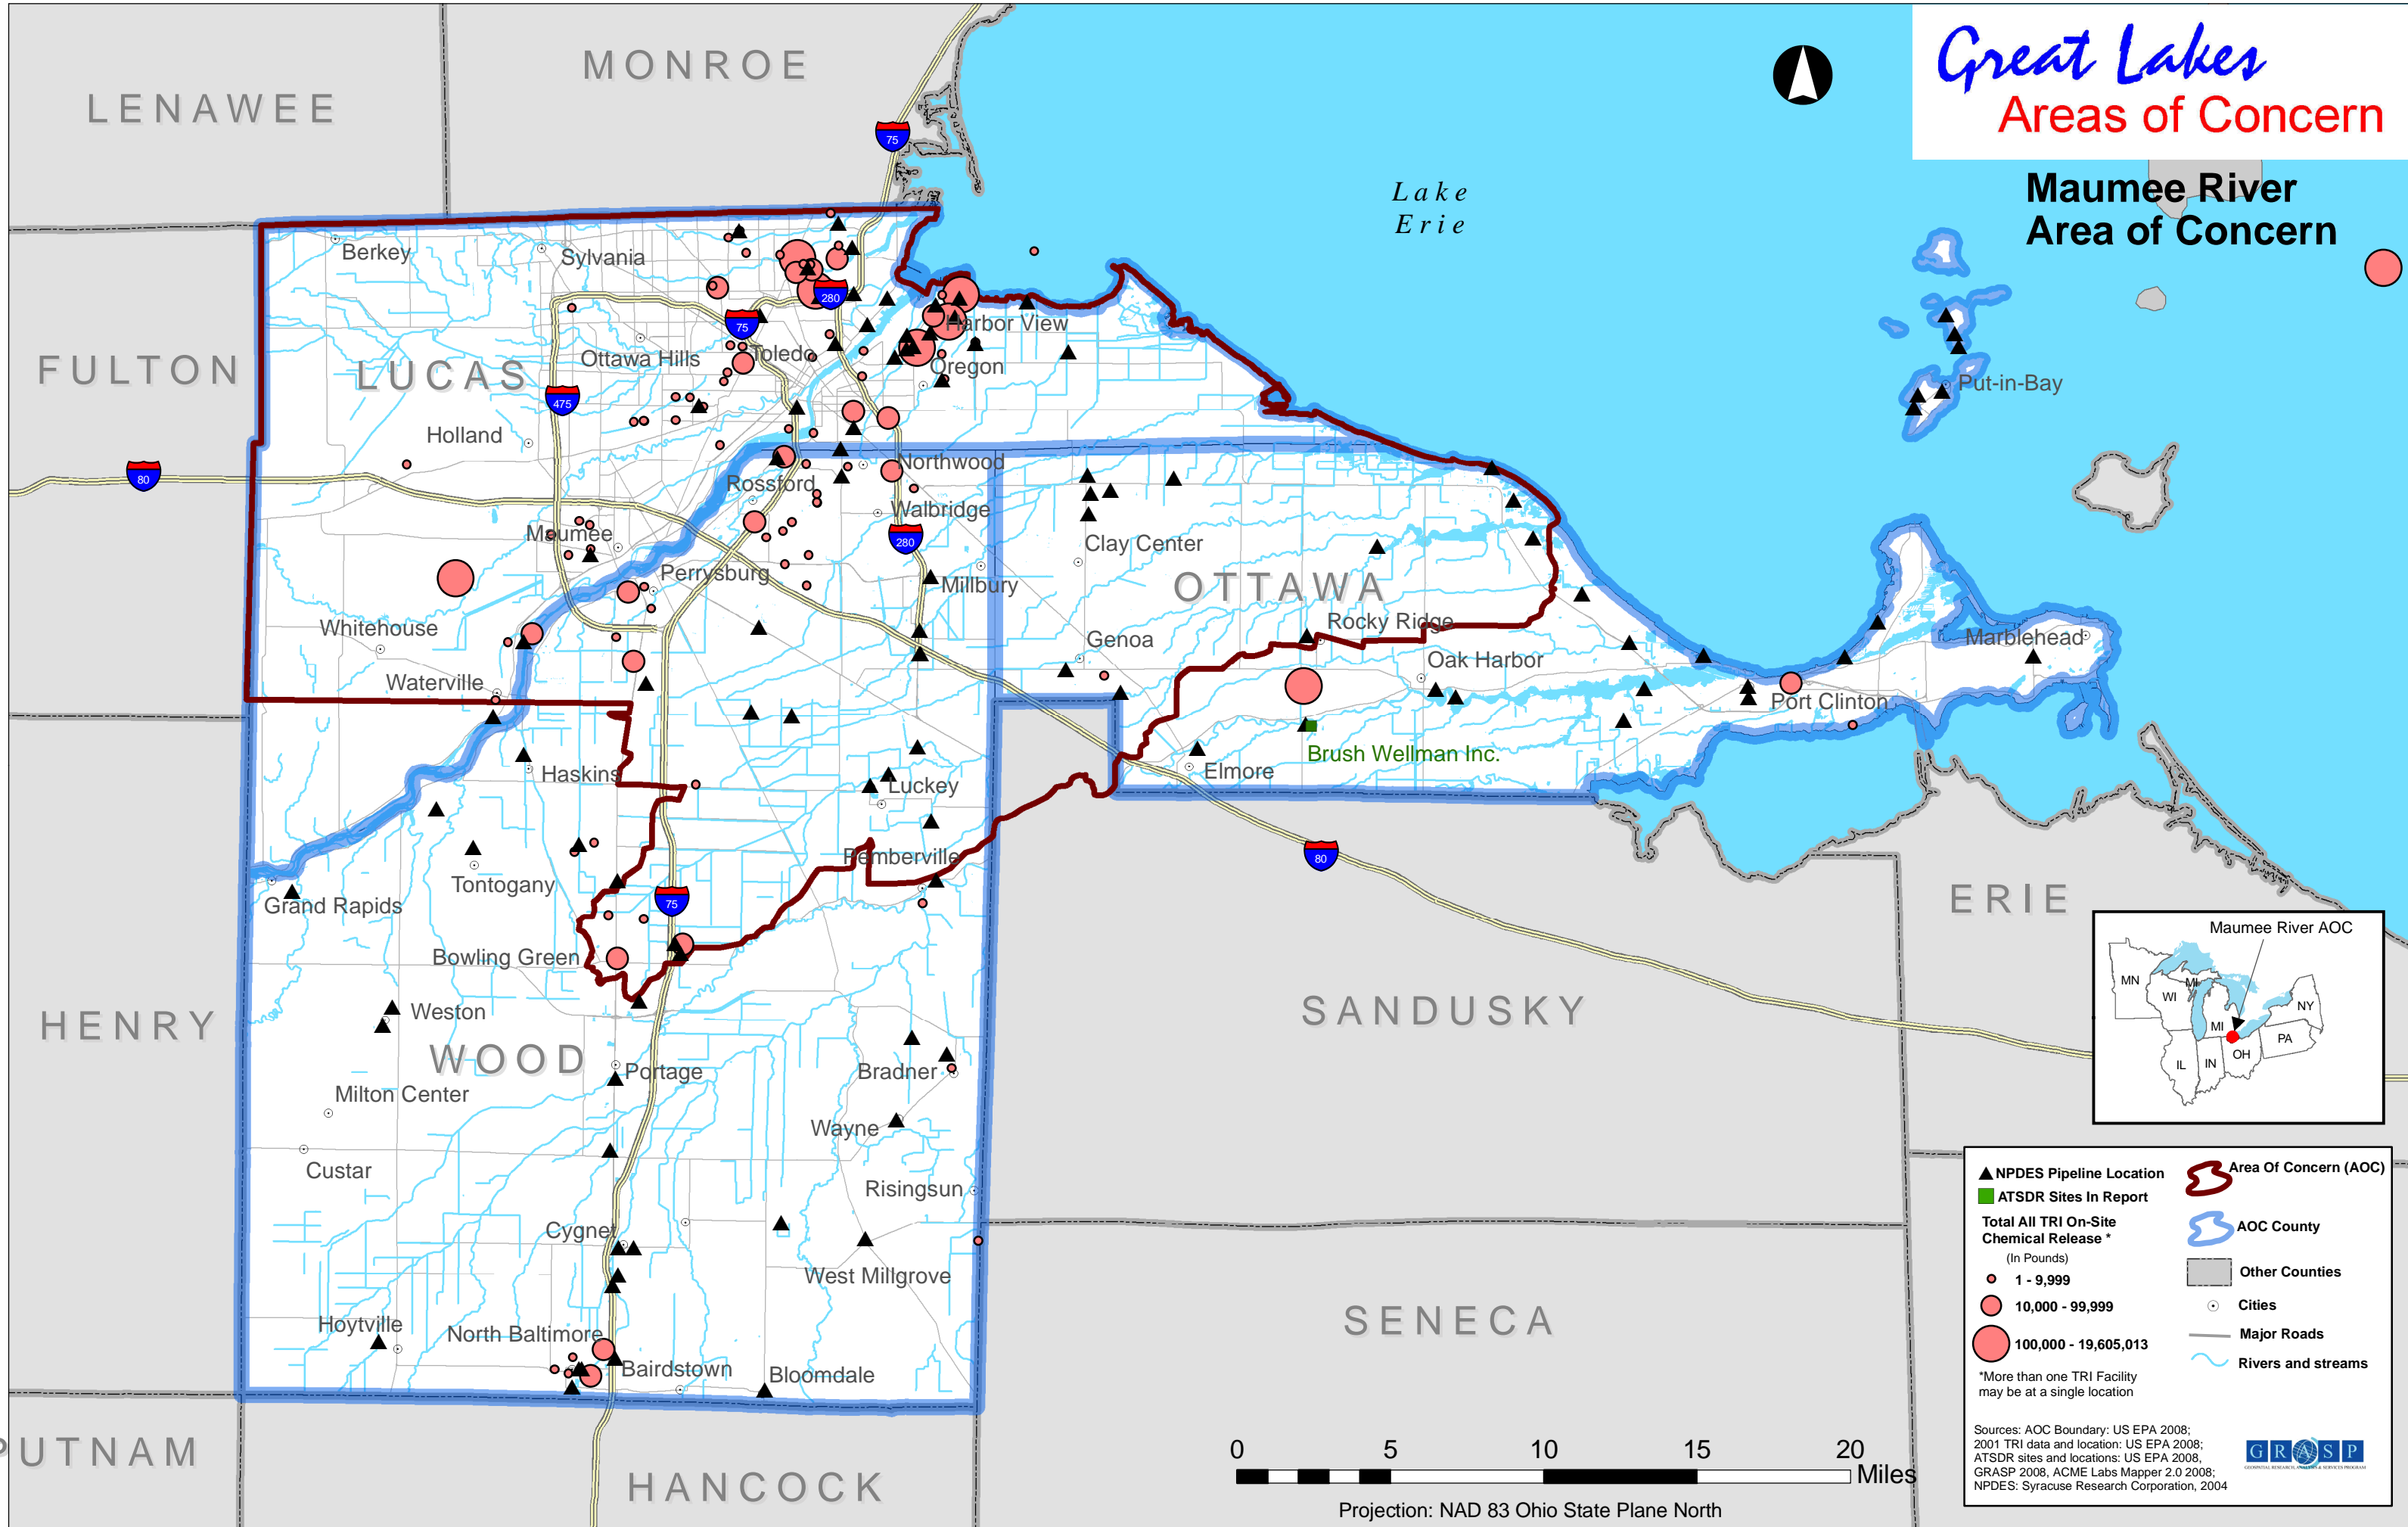 Great Lakes
Areas of Concern
Maumee River
Area of Concern
MONROE
LENAWEE
75
Lake
Erie
Berkey
Sylvania
280
75
Harbor View
FULTON
LUCAS
Ottawa Hills
Toledo
Oregon
Put-in-Bay
475
Holland
80
Northwood
Rossford
Walbridge
Maumee
280
Clay Center
Perrysburg
Millbury
OTTAWA
Whitehouse
Genoa
Rocky Ridge
Marblehead
Oak Harbor
Waterville
Port Clinton
Haskins
Brush Wellman Inc.
Elmore
Luckey
Pemberville
80
Tontogany
Grand Rapids
75
ERIE
Bowling Green
Maumee River AOC
MN
WI
MI
MI
NY
PA
OH
IL
IN
HENRY
Weston
SANDUSKY
WOOD
Portage
Bradner
Milton Center
Wayne
Custar
Risingsun
Cygnet
West Millgrove
Hoytville
North Baltimore
SENECA
Bairdstown
Bloomdale
PUTNAM
HANCOCK
0 5 10 15 20
Miles
Projection: NAD 83 Ohio State Plane North
NPDES Pipeline Location
ATSDR Sites In Report
Total All TRI On-Site
Chemical Release *
(In Pounds)
1 - 9,999
10,000 - 99,999
100,000 - 19,605,013
*More than one TRI Facility
may be at a single location
Area Of Concern (AOC)
AOC County
Other Counties
Cities
Major Roads
Rivers and streams
Sources: AOC Boundary: US EPA 2008;
2001 TRI data and location: US EPA 2008;
ATSDR sites and locations: US EPA 2008,
GRASP 2008, ACME Labs Mapper 2.0 2008;
NPDES: Syracuse Research Corporation, 2004
GRASP
GEOSPATIAL RESEARCH, ANALYSIS & SERVICES PROGRAM